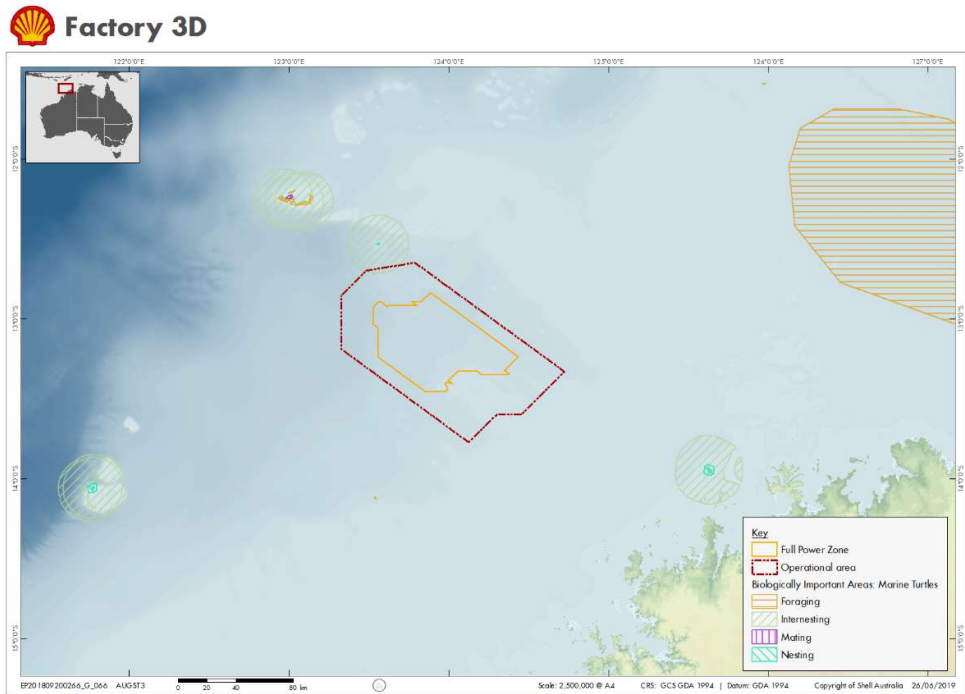 Factory 3D
122°0'0"E
123°0'0"E
124°0'0"E
125°0'0"E
126°0'0"E
127°0'0"E
12°0'0"S
12°0'0"S
13°0'0"S
13°0'0"S
14°0'0"S
14°0'0"S
15°0'0"S
15°0'0"S
Key
Full Power Zone
Operational area
Biologically Important Areas: Marine Turtles
Foraging
Internesting
Mating
Nesting
EP201809200266_G_066 AUGST3
0 20 40 80 km
Scale: 2,500,000 @ A4 CRS: GCS GDA 1994 | Datum: GDA 1994 Copyright of Shell Australia 26/06/2019